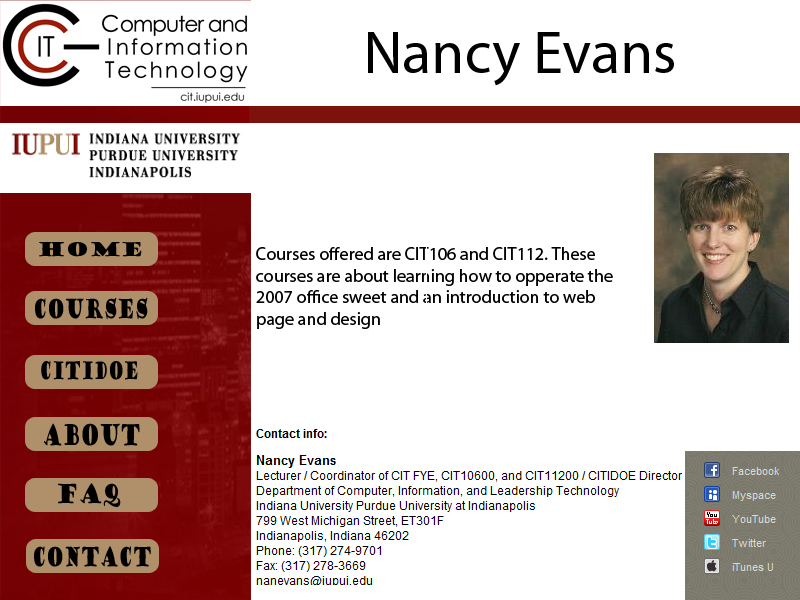 CIT
Computer and
Information
Technology
cit.iupui.edu
Nancy Evans
IUPUI
INDIANA UNIVERSITY
PURDUE UNIVERSITY
INDIANAPOLIS
HOME
COURSES
CITIDOE
ABOUT
FAQ
CONTACT
Courses offered are CIT106 and CIT112. These
courses are about learning how to opperate the
2007 office sweet and an introduction to web
page and design
Contact info:
Nancy Evans
Lecturer / Coordinator of CIT FYE, CIT10600, and CIT11200 / CITIDOE Director
Department of Computer, Information, and Leadership Technology
Indiana University Purdue University at Indianapolis
799 West Michigan Street, ET301F
Indianapolis, Indiana 46202
Phone: (317) 274-9701
Fax: (317) 278-3669
nanevans@iupui.edu
Facebook
Myspace
You Tube YouTube
Twitter
iTunes U